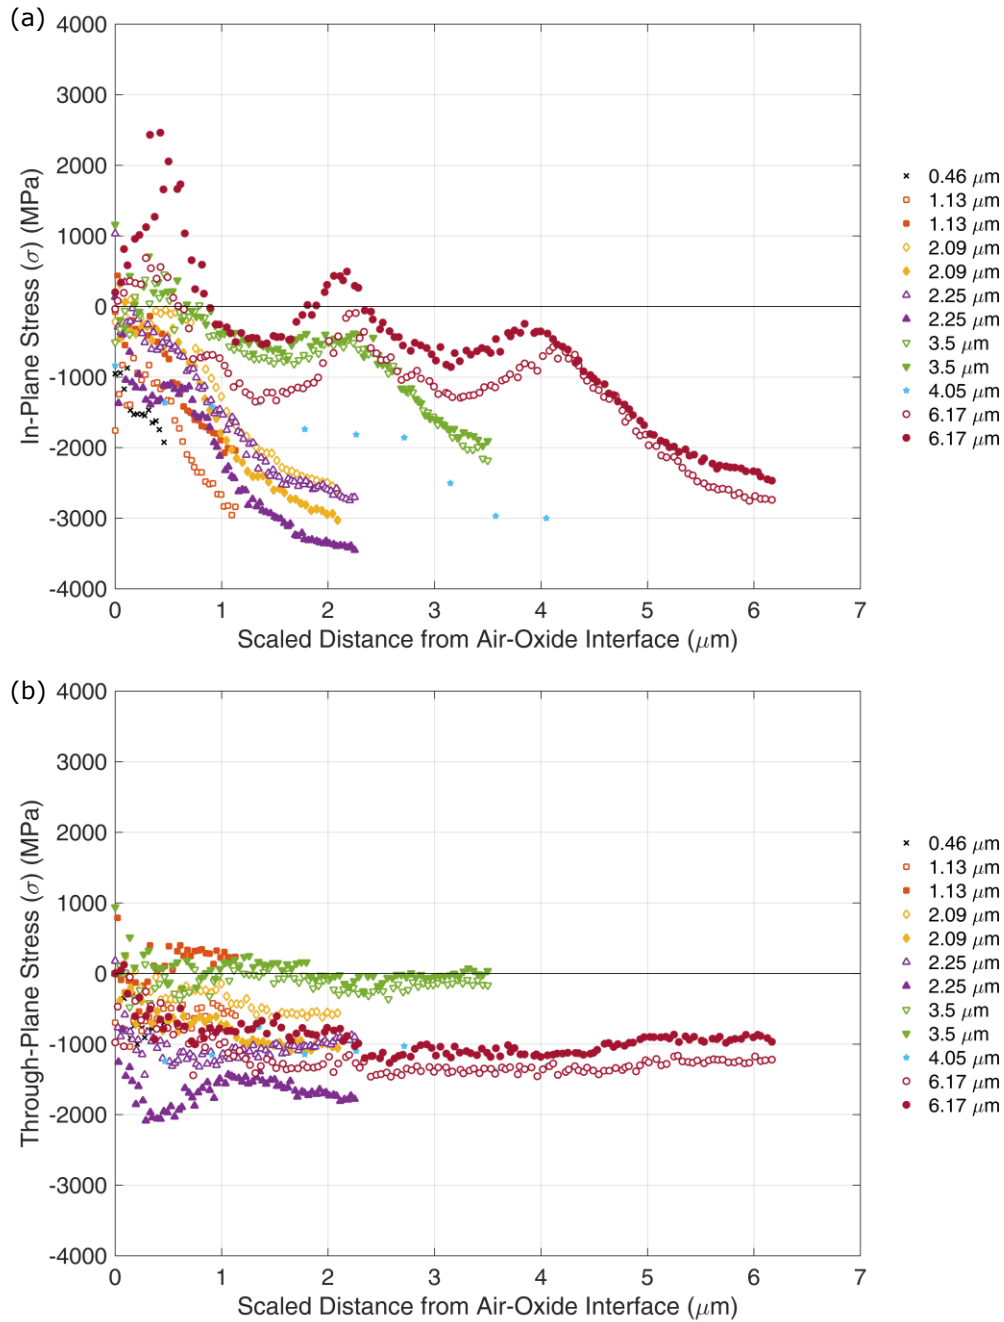 (a)
4000
3000
2000
1000
0
-1000
-2000
-3000
-4000
In-Plane Stress (σ) (MPa)
0 1 2 3 4 5 6 7
Scaled Distance from Air-Oxide Interface (μm)
0.46 μm
1.13 μm
1.13 μm
2.09 μm
2.09 μm
2.25 μm
2.25 μm
3.5 μm
3.5 μm
4.05 μm
6.17 μm
6.17 μm
(b)
4000
3000
2000
1000
0
-1000
-2000
-3000
-4000
Through-Plane Stress (σ) (MPa)
0 1 2 3 4 5 6 7
Scaled Distance from Air-Oxide Interface (μm)
0.46 μm
1.13 μm
1.13 μm
2.09 μm
2.09 μm
2.25 μm
2.25 μm
3.5 μm
3.5 μm
4.05 μm
6.17 μm
6.17 μm